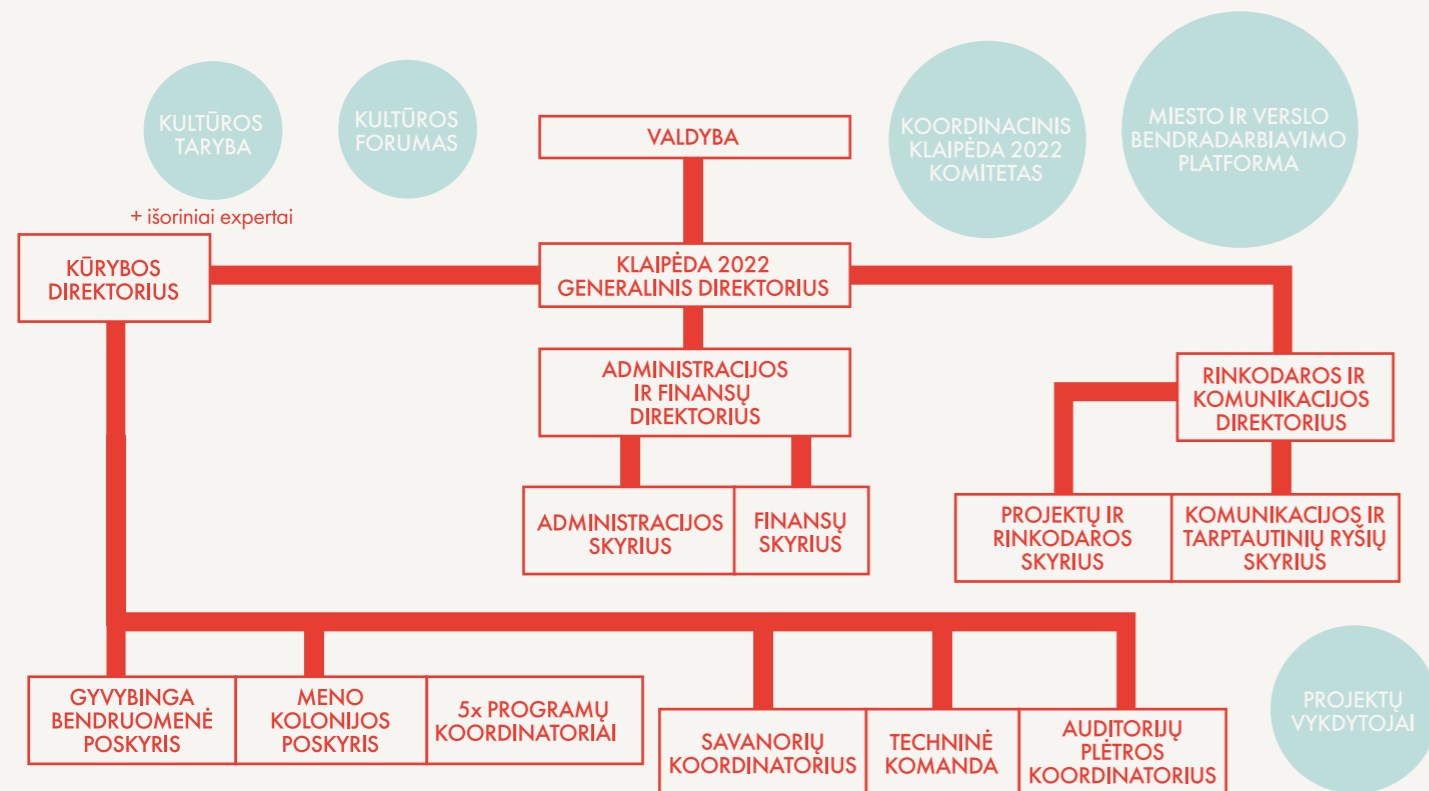 KULTŪROS
TARYBA
KULTŪROS
FORUMAS
VALDYBA
KOORDINACINIS
KLAIPĖDA 2022
KOMITETAS
MIESTO IR VERSLO
BENDRADARBIAVIMO
PLATFORMA
+ išoriniai expertai
KŪRYBOS
DIREKTORIUS
KLAIPĖDA 2022
GENERALINIS DIREKTORIUS
ADMINISTRACIJOS
IR FINANSŲ
DIREKTORIUS
RINKODAROS IR
KOMUNIKACIJOS
DIREKTORIUS
ADMINISTRACIJOS
SKYRIUS
FINANSŲ
SKYRIUS
PROJEKTŲ IR
RINKODAROS
SKYRIUS
KOMUNIKACIJOS IR
TARPTAUTINIŲ RYŠIŲ
SKYRIUS
GYVYBINGA
BENDRUOMENĖ
POSKYRIS
MENO
KOLONIJOS
POSKYRIS
5x PROGRAMŲ
KOORDINATORIAI
SAVANORIŲ
KOORDINATORIUS
TECHNINĖ
KOMANDA
AUDITORIJŲ
PLĖTROS
KOORDINATORIUS
PROJEKTŲ
VYKDYTOJAI